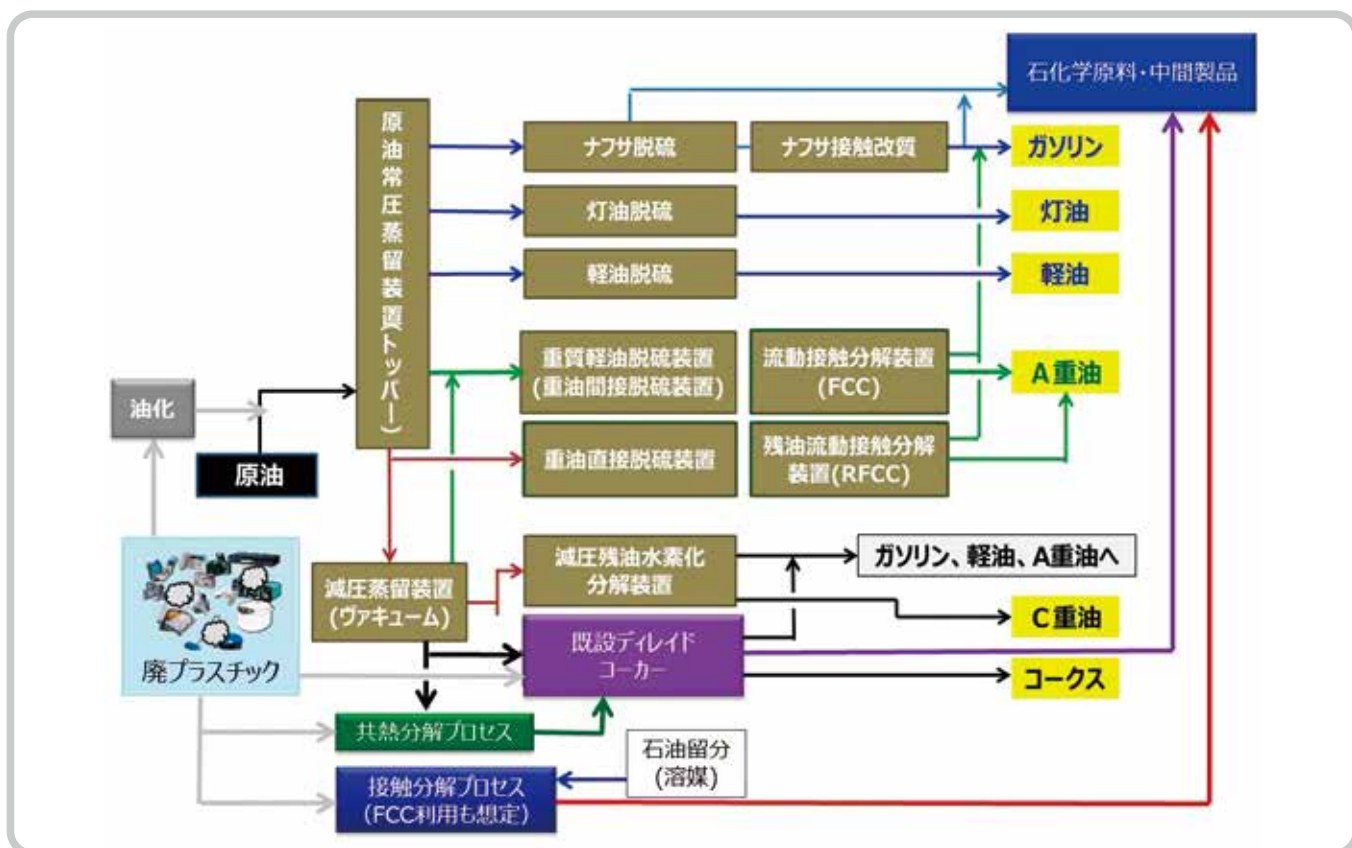 石化学原料・中間製品
原油常圧蒸留装置(トッパー)
ナフサ脱硫
ナフサ接触改質
ガソリン
灯油脱硫
灯油
軽油脱硫
軽油
重質軽油脱硫装置
(重油間接脱硫装置)
流動接触分解装置
(FCC)
A重油
油化
原油
重油直接脱硫装置
残油流動接触分解
装置(RFCC)
減圧蒸留装置
(ヴァキューム)
減圧残油水素化
分解装置
ガソリン、軽油、A重油へ
C重油
廃プラスチック
既設ディレイド
コーカー
コークス
共熱分解プロセス
石油留分
(溶媒)
接触分解プロセス
(FCC利用も想定)